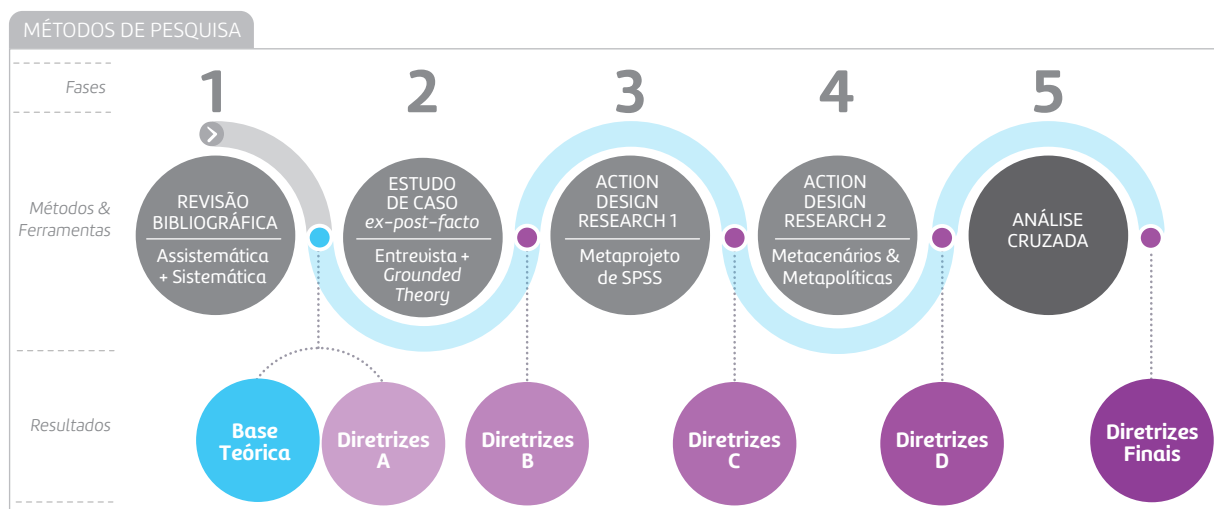 MÉTODOS DE PESQUISA
Fases
1
2
3
4
5
Métodos &
Ferramentas
REVISÃO
BIBLIOGRÁFICA
Assistemática
+ Sistemática
ESTUDO
DE CASO
ex-post-facto
Entrevista +
Grounded
Theory
ACTION
DESIGN
RESEARCH 1
Metaprojeto
de SPSS
ACTION
DESIGN
RESEARCH 2
Metacenários &
Metapolíticas
ANÁLISE
CRUZADA
Resultados
Base
Teórica
Diretrizes
A
Diretrizes
B
Diretrizes
C
Diretrizes
D
Diretrizes
Finais